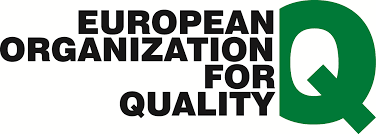 EUROPEAN
ORGANIZATION
FOR
QUALITY
Q